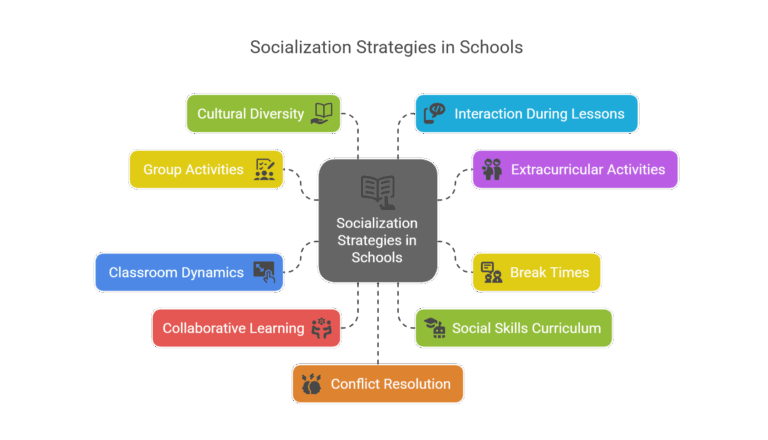 Socialization Strategies in Schools
Cultural Diversity
Interaction During Lessons
Group Activities
Extracurricular Activities
Socialization
Strategies in
Schools
Classroom Dynamics
Break Times
Collaborative Learning
Social Skills Curriculum
Conflict Resolution